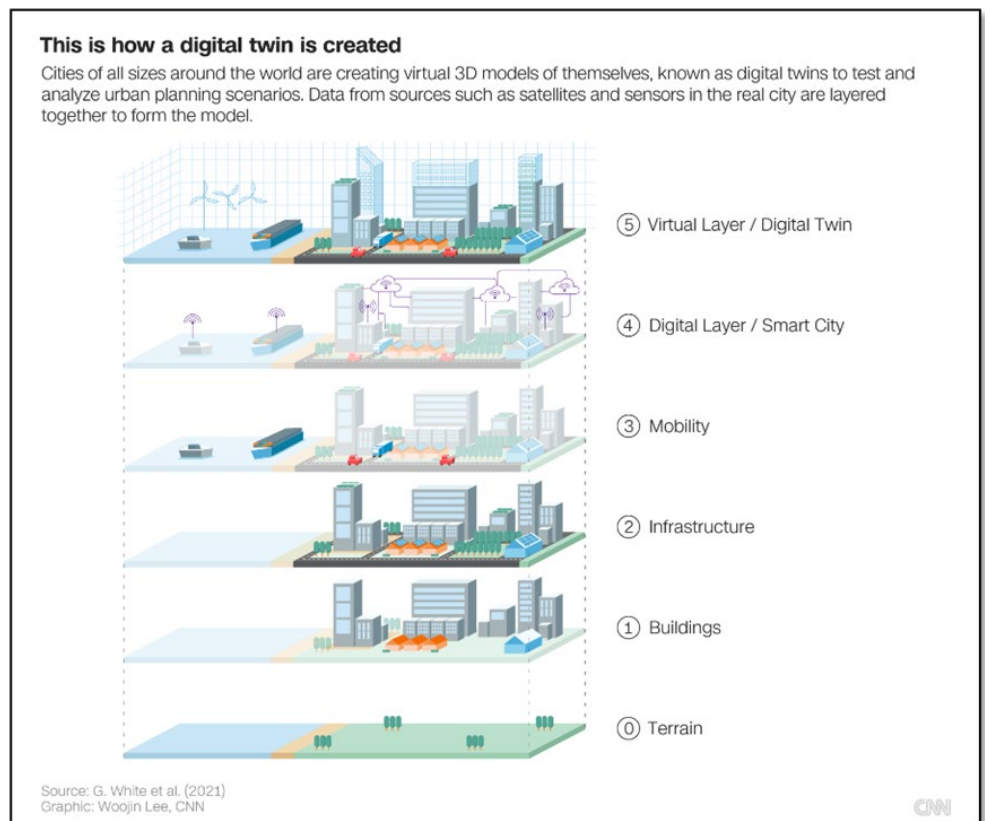 This is how a digital twin is created
Cities of all sizes around the world are creating virtual 3D models of themselves, known as digital twins to test and
analyze urban planning scenarios. Data from sources such as satellites and sensors in the real city are layered
together to form the model.
5 Virtual Layer / Digital Twin
4 Digital Layer / Smart City
3 Mobility
2 Infrastructure
1 Buildings
0 Terrain
Source: G. White et al. (2021)
Graphic: Woojin Lee, CNN
CNN